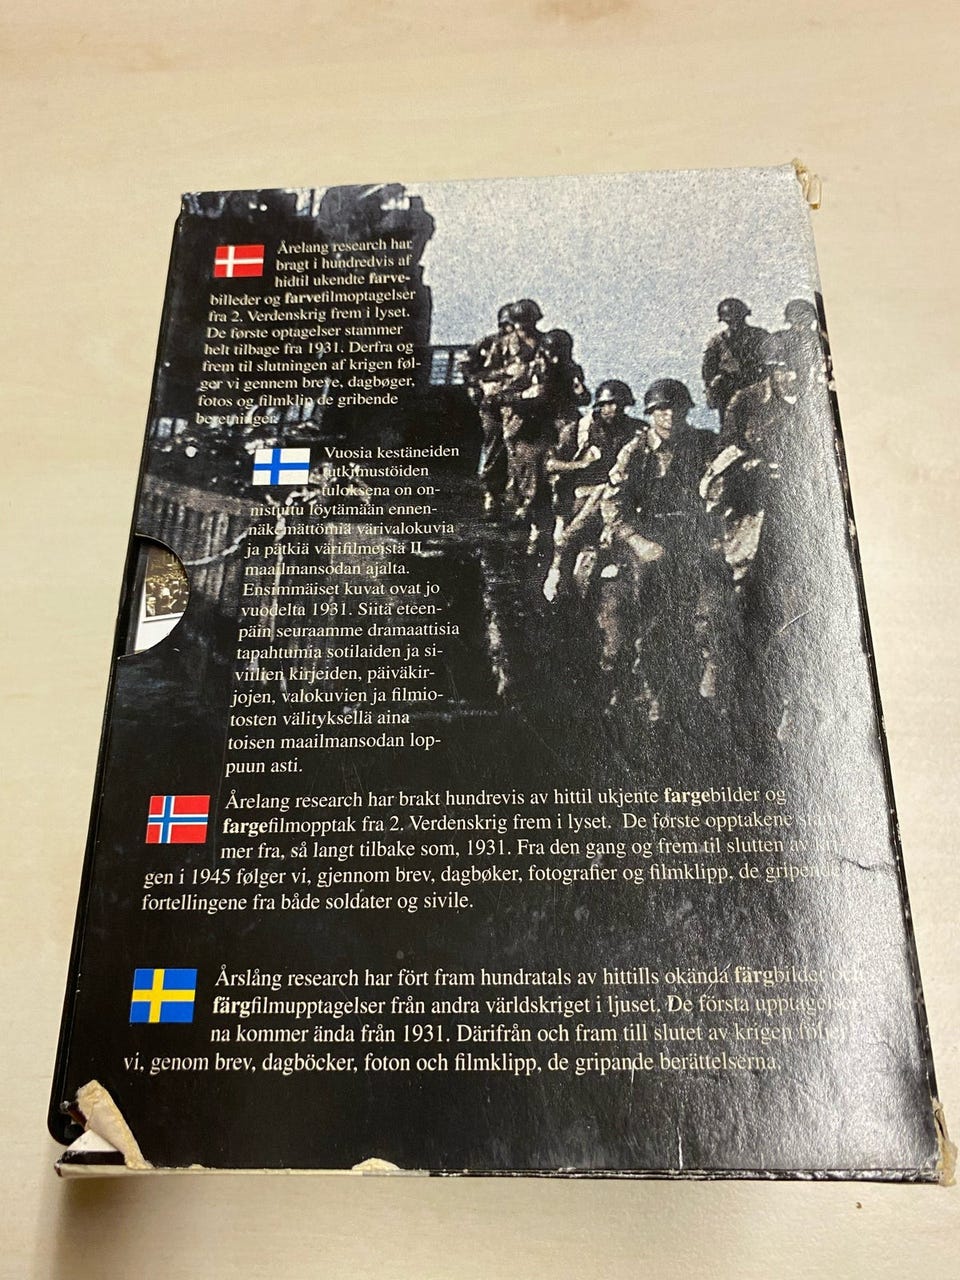 Årelang research har
bragt i hundredvis af
hidtil ukendte farve-
billeder og farvefilmoptagelser
fra 2. Verdenskrig frem i lyset.
De første optagelser stammer
helt tilbage fra 1931. Derfra og
frem til slutningen af krigen føl-
ger vi gennem breve, dagbøger,
fotos og filmklip de gribende
beretninger.
Vuosia kestäneiden
tutkimustöiden
tuloksena on on-
nistuttu löytämään ennen-
näkemättömiä värivalokuvia
ja pätkiä värifilmeistä II
maailmansodan ajalta.
Ensimmäiset kuvat ovat jo
vuodelta 1931. Siitä eteen-
päin seuraamme dramaattisia
tapahtumia sotilaiden ja si-
viilien kirjeiden, päiväkir-
jojen, valokuvien ja filmio-
tosten välityksellä aina
toisen maailmansodan lop-
puun asti.
Årelang research har brakt hundrevis av hittil ukjente fargebilder og
fargefilmopptak fra 2. Verdenskrig frem i lyset. De første opptakene stam-
mer fra, så langt tilbake som, 1931. Fra den gang og frem til slutten av kri-
gen i 1945 følger vi, gjennom brev, dagbøker, fotografier og filmklipp, de gripende
fortellingene fra både soldater og sivile.
Årslång research har fört fram hundratals av hittills okända färgbilder och
färgfilmupptagelser från andra världskriget i ljuset. De första upptagelser-
na kommer ända från 1931. Därifrån och fram till slutet av krigen följer
vi, genom brev, dagböcker, foton och filmklipp, de gripande berättelserna.